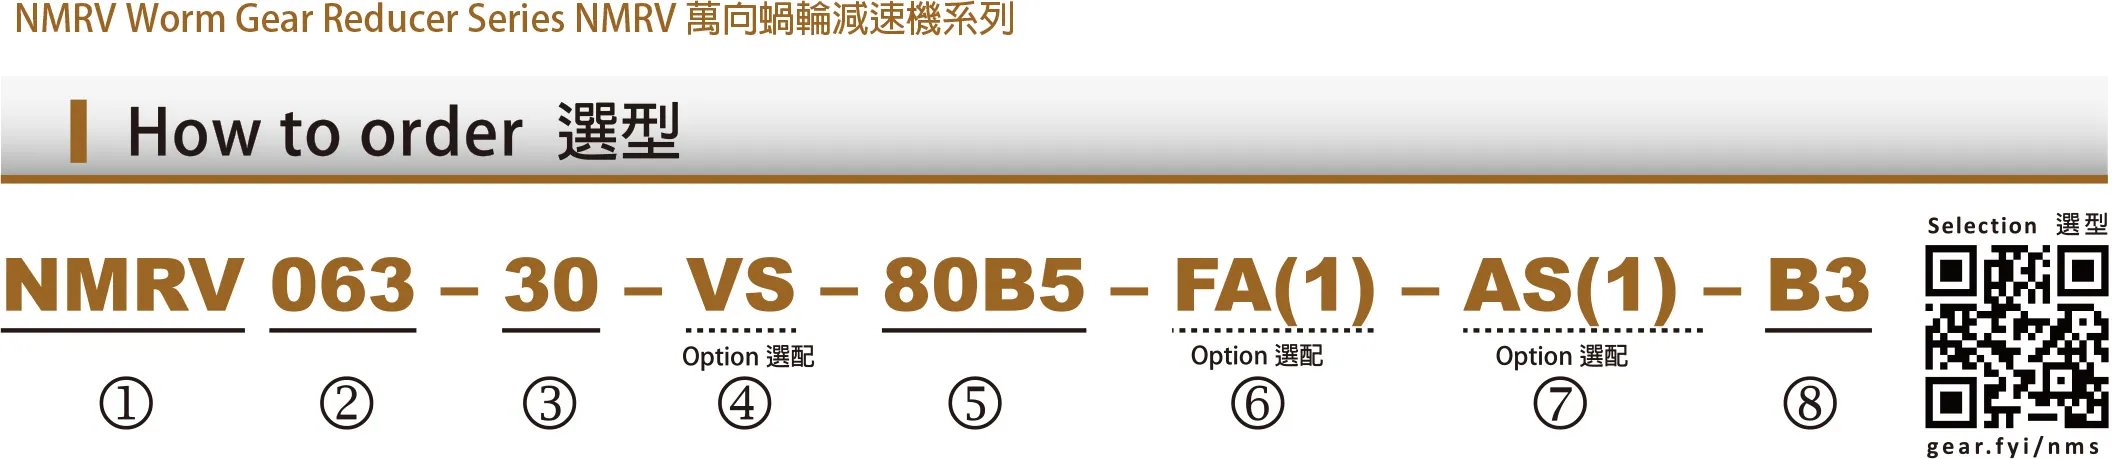 NMRV Worm Gear Reducer Series NMRV 萬向蝸輪減速機系列
How to order 選型
Selection 選型
NMRV 063 – 30 – VS – 80B5 – FA(1) – AS(1) – B3
Option 選配 Option 選配 Option 選配
① ② ③ ④ ⑤ ⑥ ⑦ ⑧
gear.fyi/nms